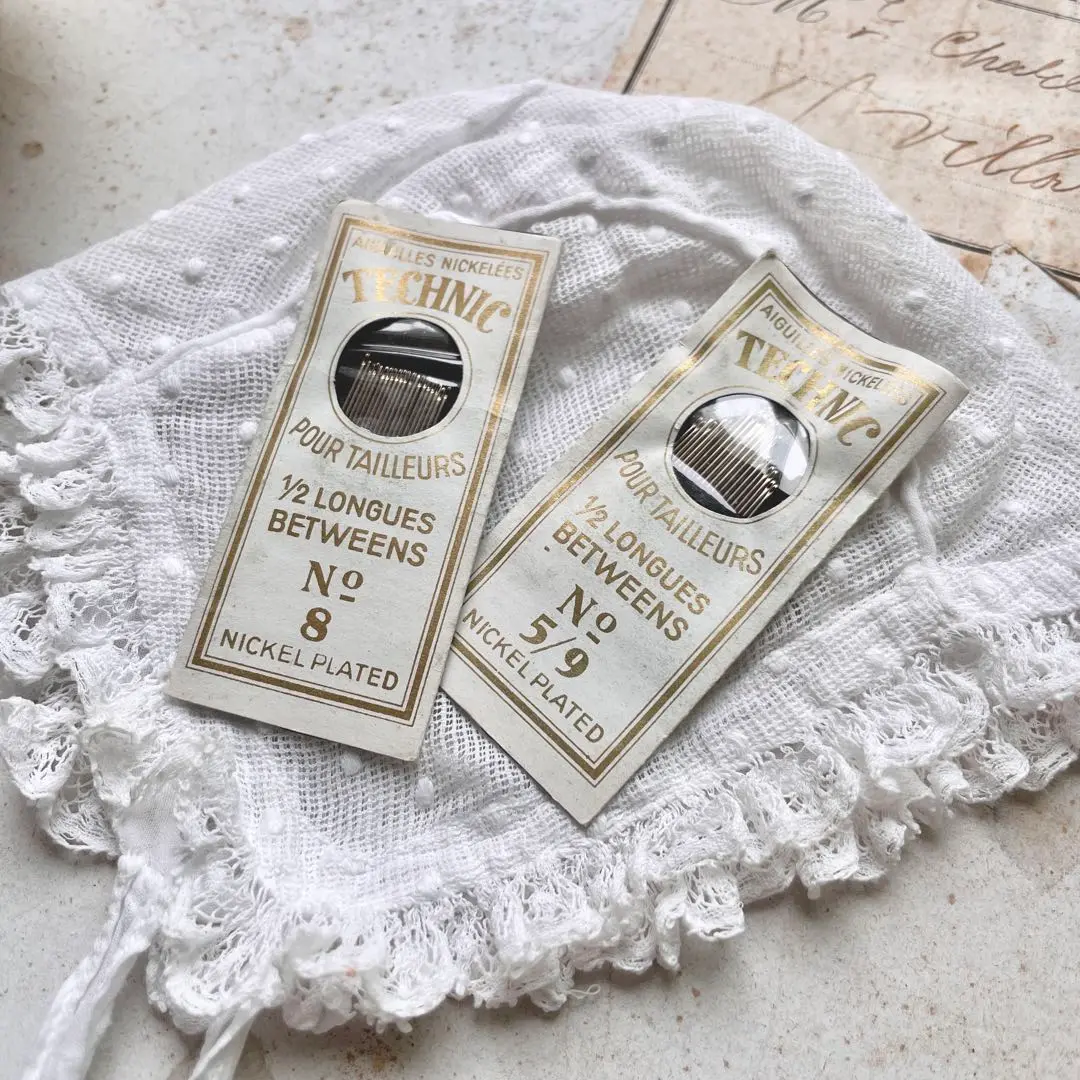 AIGUILLES NICKELÉES
TECHNIC
POUR TAILLEURS
1/2 LONGUES
BETWEENS
Nº
8
NICKEL PLATED
AIGUILLES NICKELÉES
TECHNIC
POUR TAILLEURS
1/2 LONGUES
BETWEENS
Nº
5/9
NICKEL PLATED
Mr